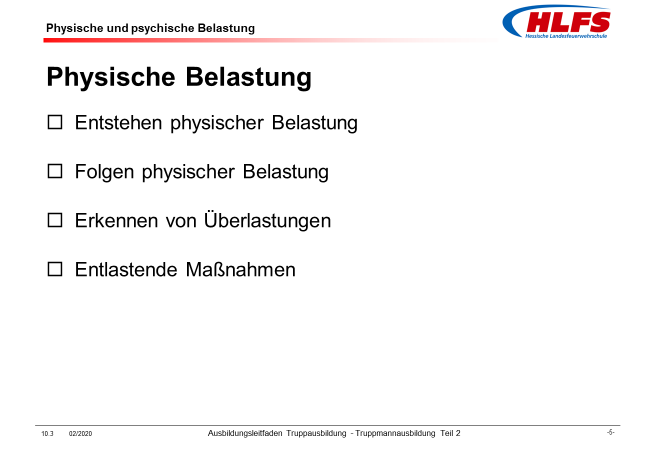 Physische und psychische Belastung
HLFS
Hessische Landesfeuerwehrschule
Physische Belastung
Entstehen physischer Belastung
Folgen physischer Belastung
Erkennen von Überlastungen
Entlastende Maßnahmen
10.3 02/2020 Ausbildungsleitfaden Truppausbildung - Truppmannausbildung Teil 2 -5-